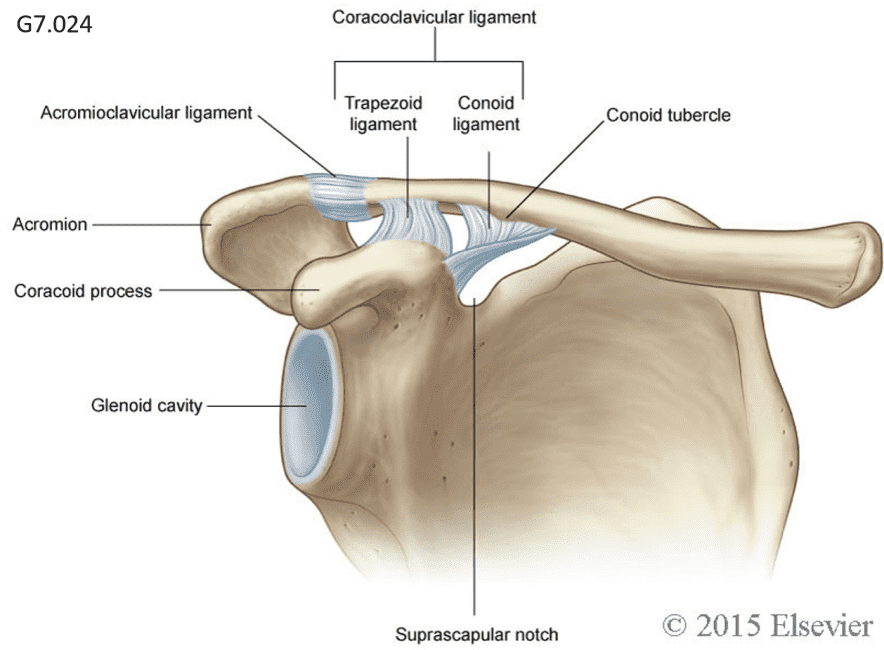 G7.024
Coracoclavicular ligament
Trapezoid
ligament
Conoid
ligament
Acromioclavicular ligament
Conoid tubercle
Acromion
Coracoid process
Glenoid cavity
Suprascapular notch
© 2015 Elsevier